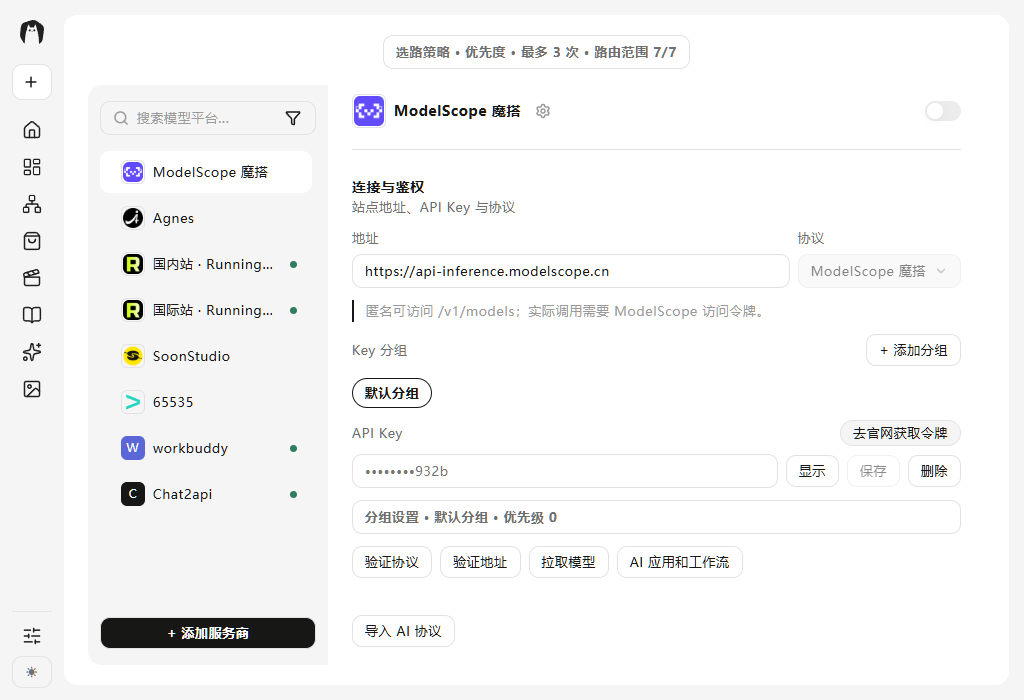 选路策略 • 优先度 • 最多 3 次 • 路由范围 7/7
搜索模型平台...
ModelScope 魔搭
Agnes
国内站 · Running...
国际站 · Running...
SoonStudio
65535
W workbuddy
C Chat2api
+ 添加服务商
ModelScope 魔搭
连接与鉴权
站点地址、API Key 与协议
地址
协议
https://api-inference.modelscope.cn
ModelScope 魔搭
匿名可访问 /v1/models；实际调用需要 ModelScope 访问令牌。
Key 分组
+ 添加分组
默认分组
API Key
去官网获取令牌
••••••••932b
显示
保存
删除
分组设置 • 默认分组 • 优先级 0
验证协议
验证地址
拉取模型
AI 应用和工作流
导入 AI 协议